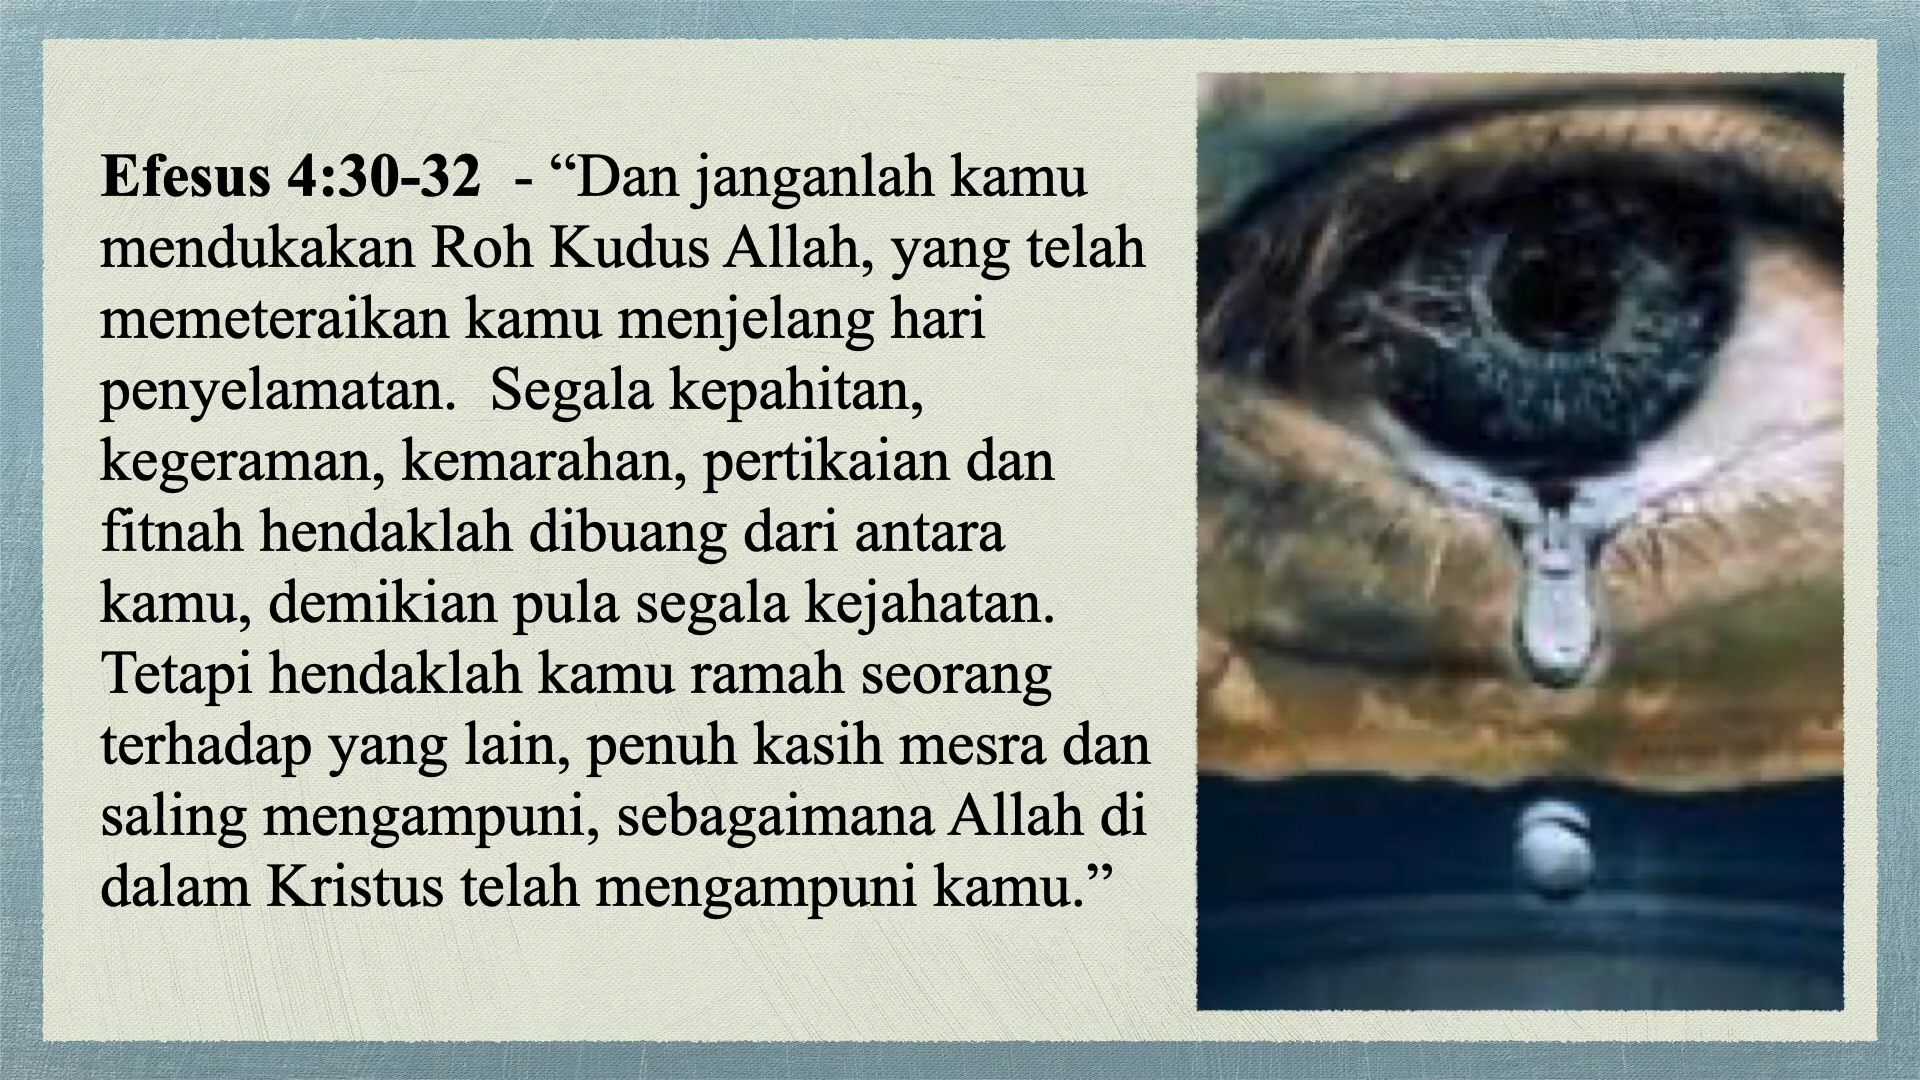 Efesus 4:30-32  - “Dan janganlah kamu
mendukakan Roh Kudus Allah, yang telah
memeteraikan kamu menjelang hari
penyelamatan.  Segala kepahitan,
kegeraman, kemarahan, pertikaian dan
fitnah hendaklah dibuang dari antara
kamu, demikian pula segala kejahatan.
Tetapi hendaklah kamu ramah seorang
terhadap yang lain, penuh kasih mesra dan
saling mengampuni, sebagaimana Allah di
dalam Kristus telah mengampuni kamu.”